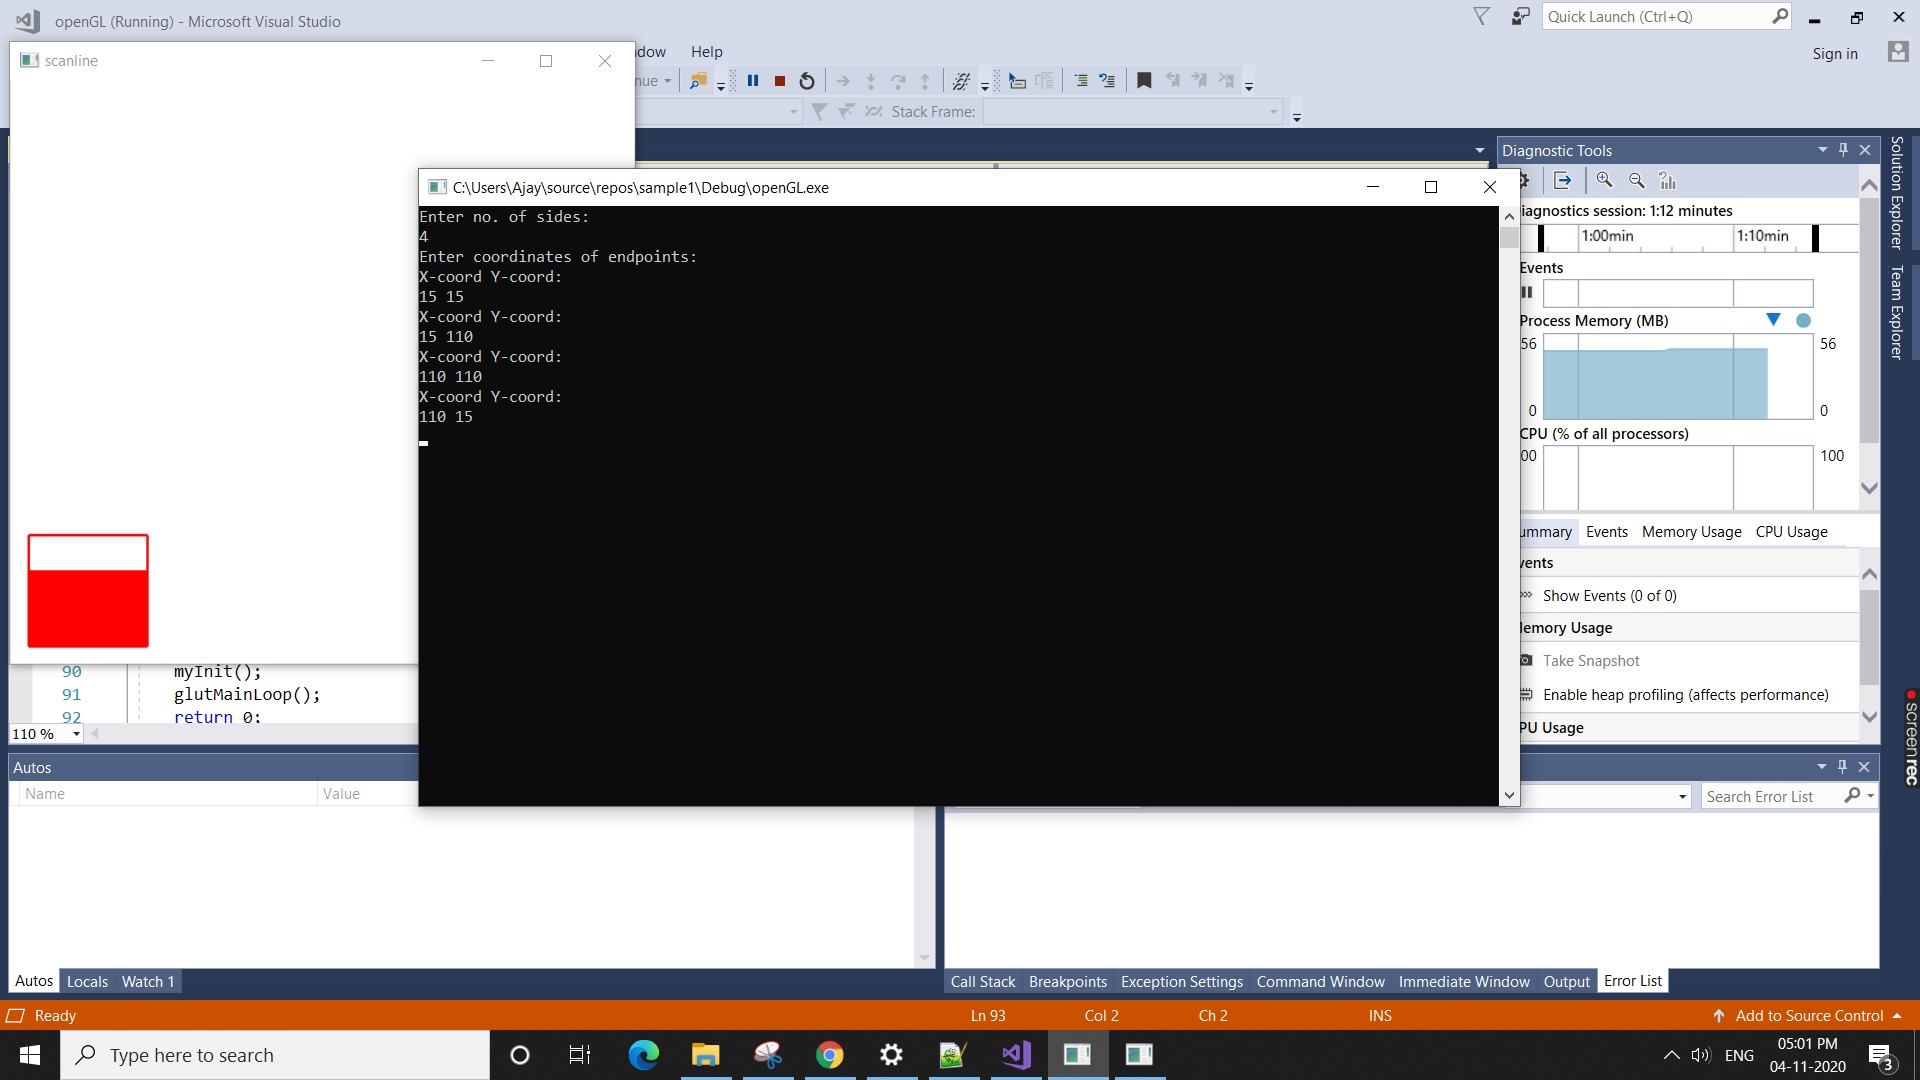 openGL (Running) - Microsoft Visual Studio
Quick Launch (Ctrl+Q)
scanline
Help
Sign in
Stack Frame:
C:\Users\Ajay\source\repos\sample1\Debug\openGL.exe
Enter no. of sides:
4
Enter coordinates of endpoints:
X-coord Y-coord:
15 15
X-coord Y-coord:
15 110
X-coord Y-coord:
110 110
X-coord Y-coord:
110 15
90 myInit();
91 glutMainLoop();
92 return 0;
110 %
Diagnostic Tools
iagnostics session: 1:12 minutes
1:00min 1:10min
Events
Process Memory (MB)
56 56
0 0
CPU (% of all processors)
00 100
ummary Events Memory Usage CPU Usage
vents
Show Events (0 of 0)
emory Usage
Take Snapshot
Enable heap profiling (affects performance)
PU Usage
Solution Explorer
Team Explorer
screenrec
Autos
Name Value
Search Error List
Autos Locals Watch 1
Call Stack Breakpoints Exception Settings Command Window Immediate Window Output Error List
Ready Ln 93 Col 2 Ch 2 INS Add to Source Control
Type here to search
ENG
05:01 PM
04-11-2020
3